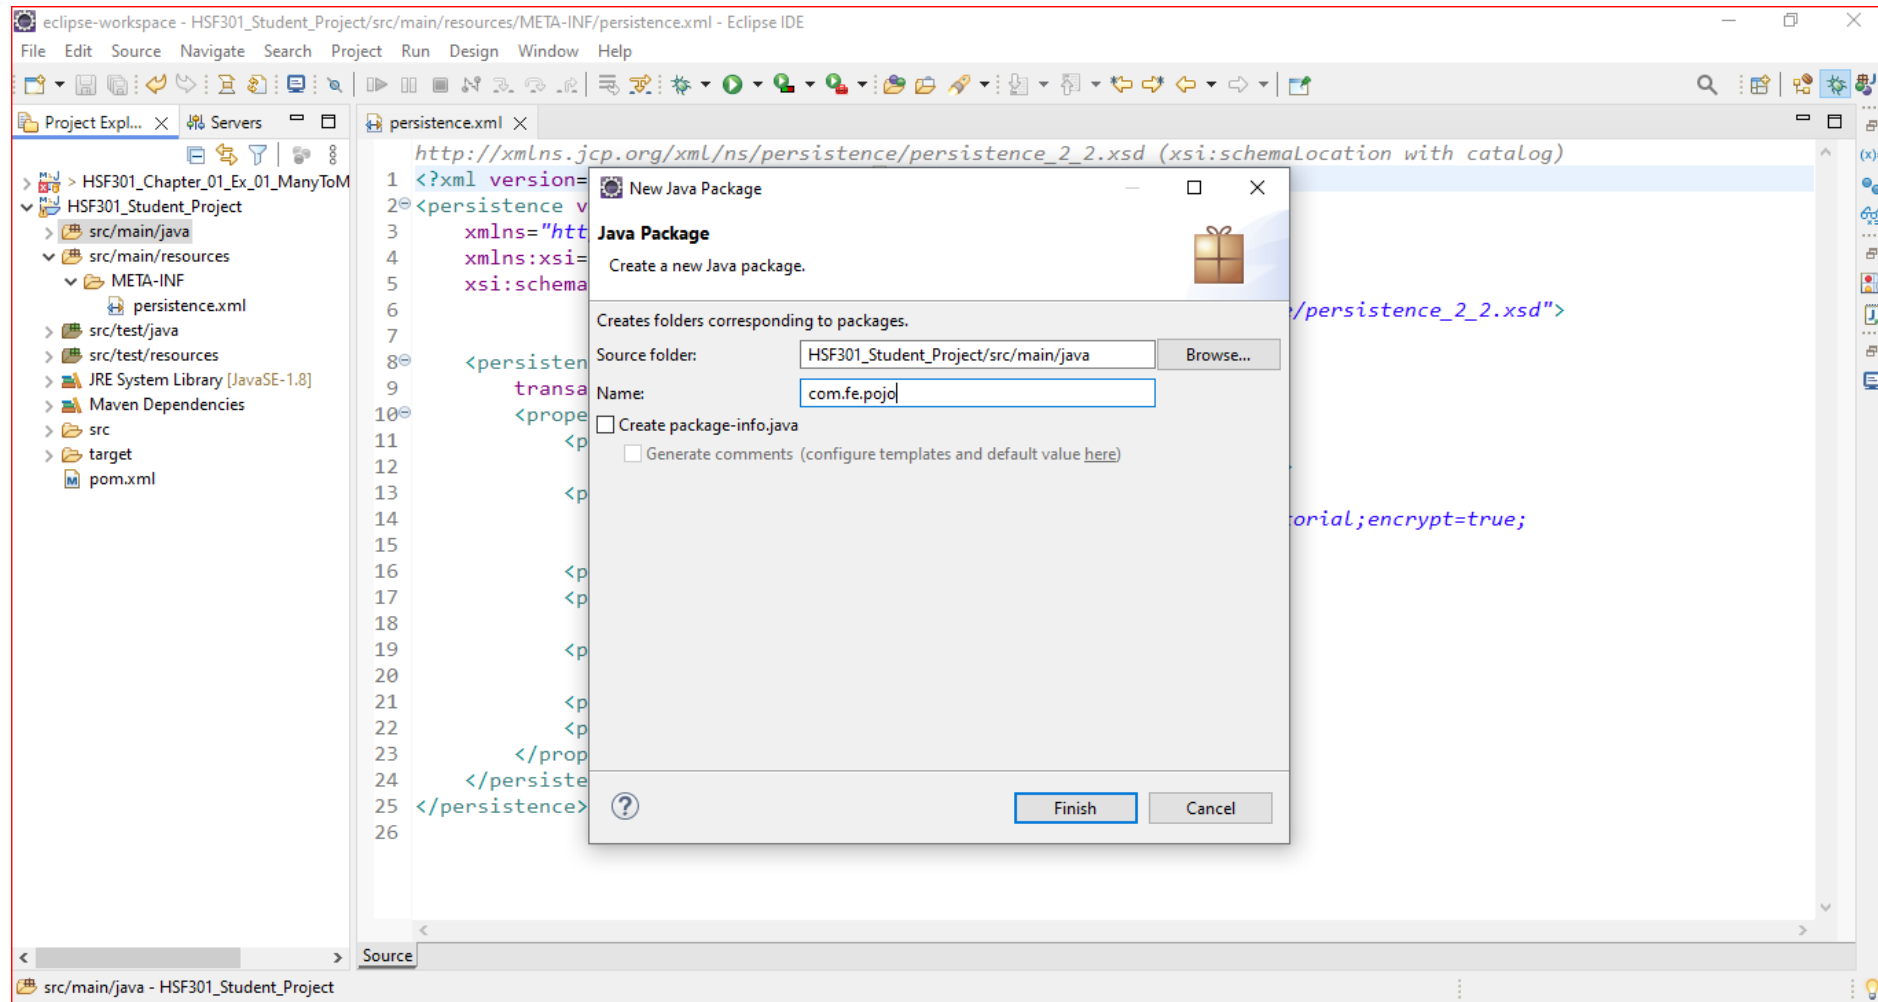 eclipse-workspace - HSF301_Student_Project/src/main/resources/META-INF/persistence.xml - Eclipse IDE
File Edit Source Navigate Search Project Run Design Window Help
Project Expl... Servers
> HSF301_Chapter_01_Ex_01_ManyToM
HSF301_Student_Project
src/main/java
src/main/resources
META-INF
persistence.xml
src/test/java
src/test/resources
JRE System Library [JavaSE-1.8]
Maven Dependencies
src
target
pom.xml
persistence.xml
http://xmlns.jcp.org/xml/ns/persistence/persistence_2_2.xsd (xsi:schemaLocation with catalog)
1 <?xml version=
2 <persistence v
3 xmlns="htt
4 xmlns:xsi=
5 xsi:schema
6 e/persistence_2_2.xsd">
7
8 <persisten
9 transa
10 <prope
11 <p
12 >
13 <p
14 torial;encrypt=true;
15
16 <p
17 <p
18
19 <p
20
21 <p
22 <p
23 </prop
24 </persiste
25 </persistence>
26
Source
New Java Package
Java Package
Create a new Java package.
Creates folders corresponding to packages.
Source folder: HSF301_Student_Project/src/main/java Browse...
Name: com.fe.pojo
Create package-info.java
Generate comments (configure templates and default value here)
Finish Cancel
src/main/java - HSF301_Student_Project